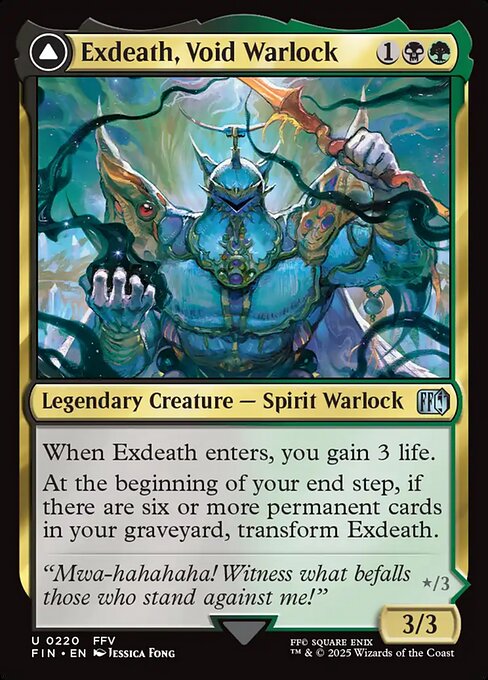 Exdeath, Void Warlock 1
Legendary Creature — Spirit Warlock FFV
When Exdeath enters, you gain 3 life.
At the beginning of your end step, if
there are six or more permanent cards
in your graveyard, transform Exdeath.
“Mwa-hahahaha! Witness what befalls
those who stand against me!”
*/3
3/3
U 0220 FFV
FIN • EN Jessica Fong
FF© SQUARE ENIX
™ & © 2025 Wizards of the Coast